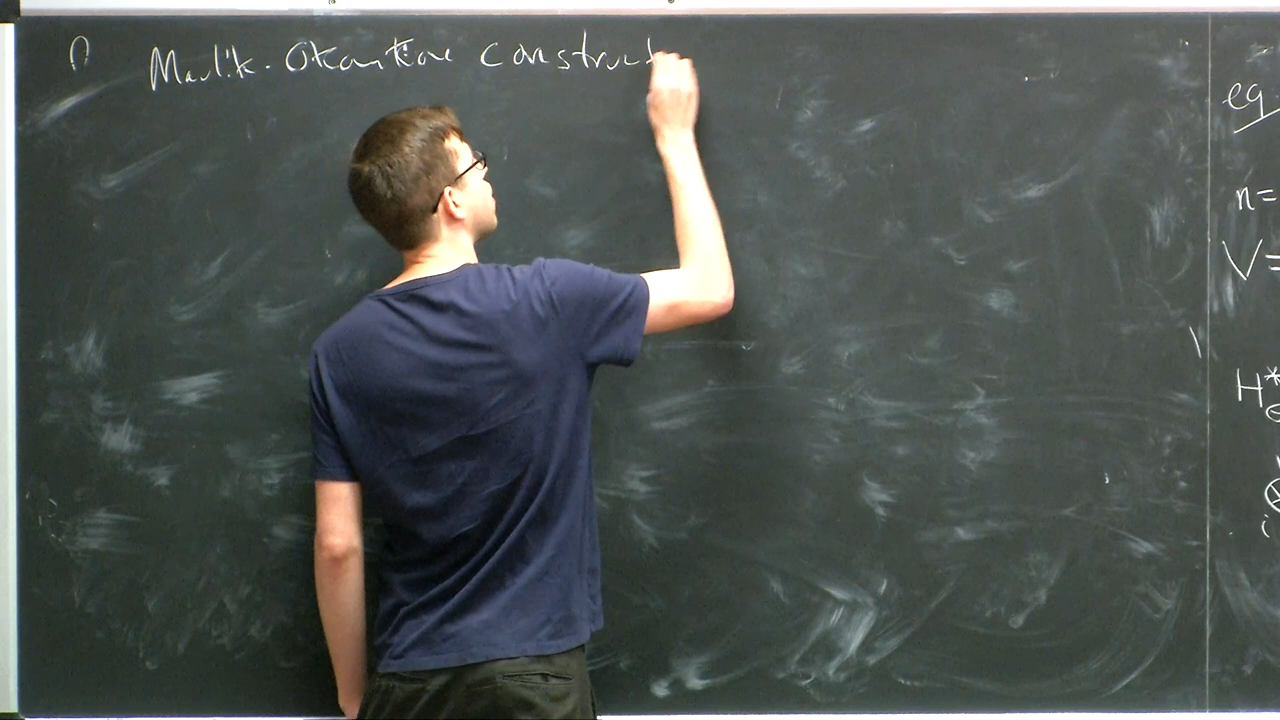 Maulik-Okounkov construct
eg
n=
V=
H*
i